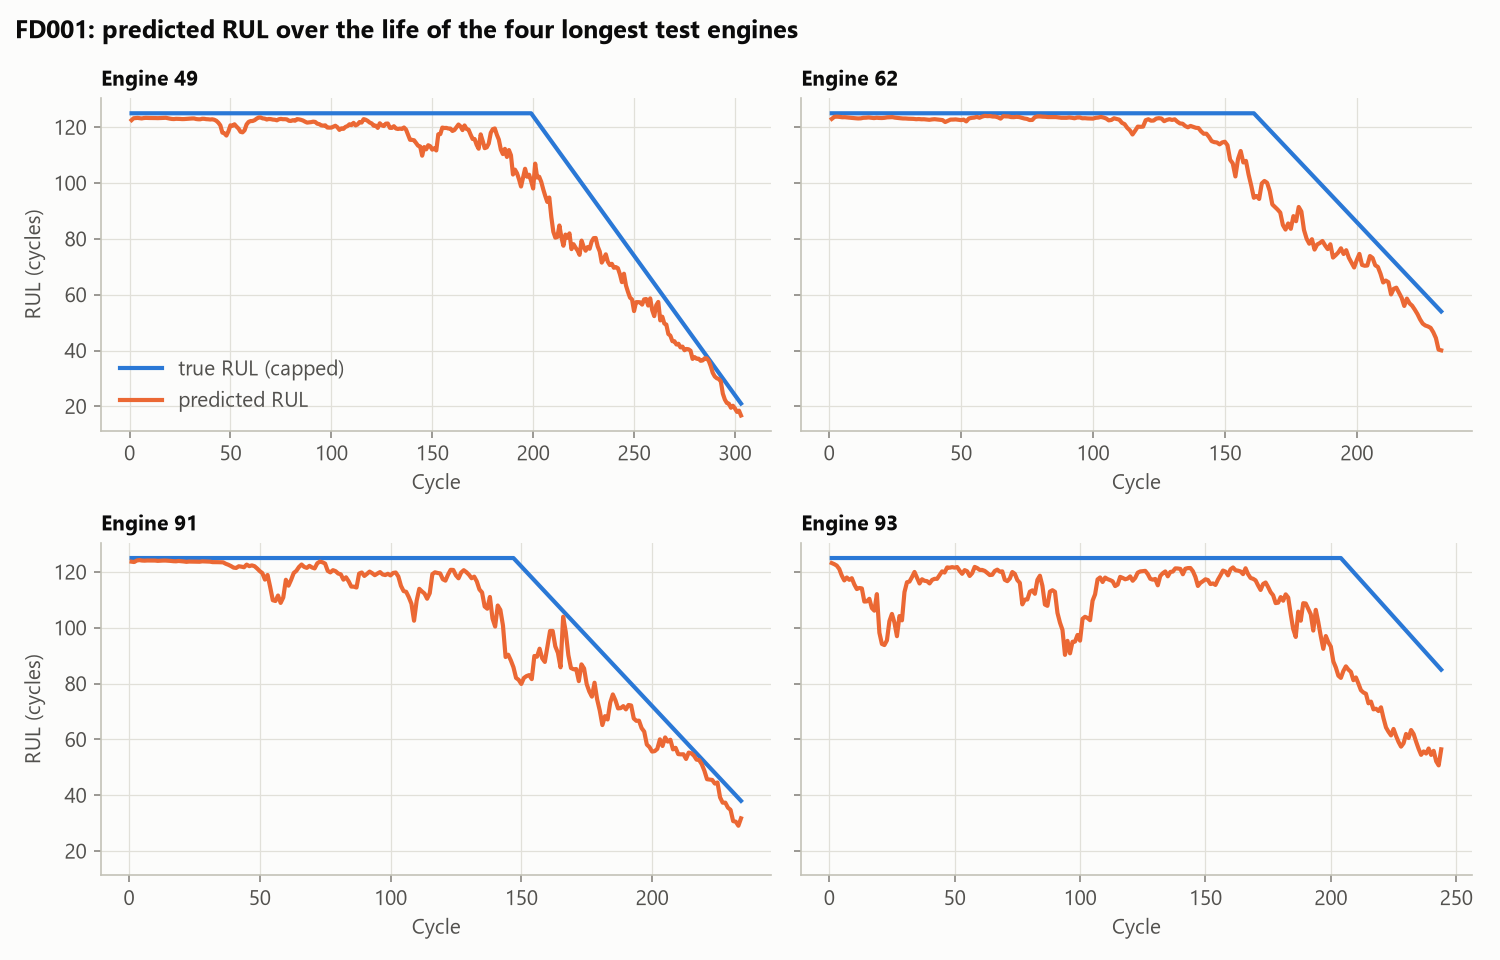 FD001: predicted RUL over the life of the four longest test engines
Engine 49
RUL (cycles)
120
100
80
60
40
20
true RUL (capped)
predicted RUL
0 50 100 150 200 250 300
Cycle
Engine 62
0 50 100 150 200
Cycle
Engine 91
RUL (cycles)
120
100
80
60
40
20
0 50 100 150 200
Cycle
Engine 93
0 50 100 150 200 250
Cycle